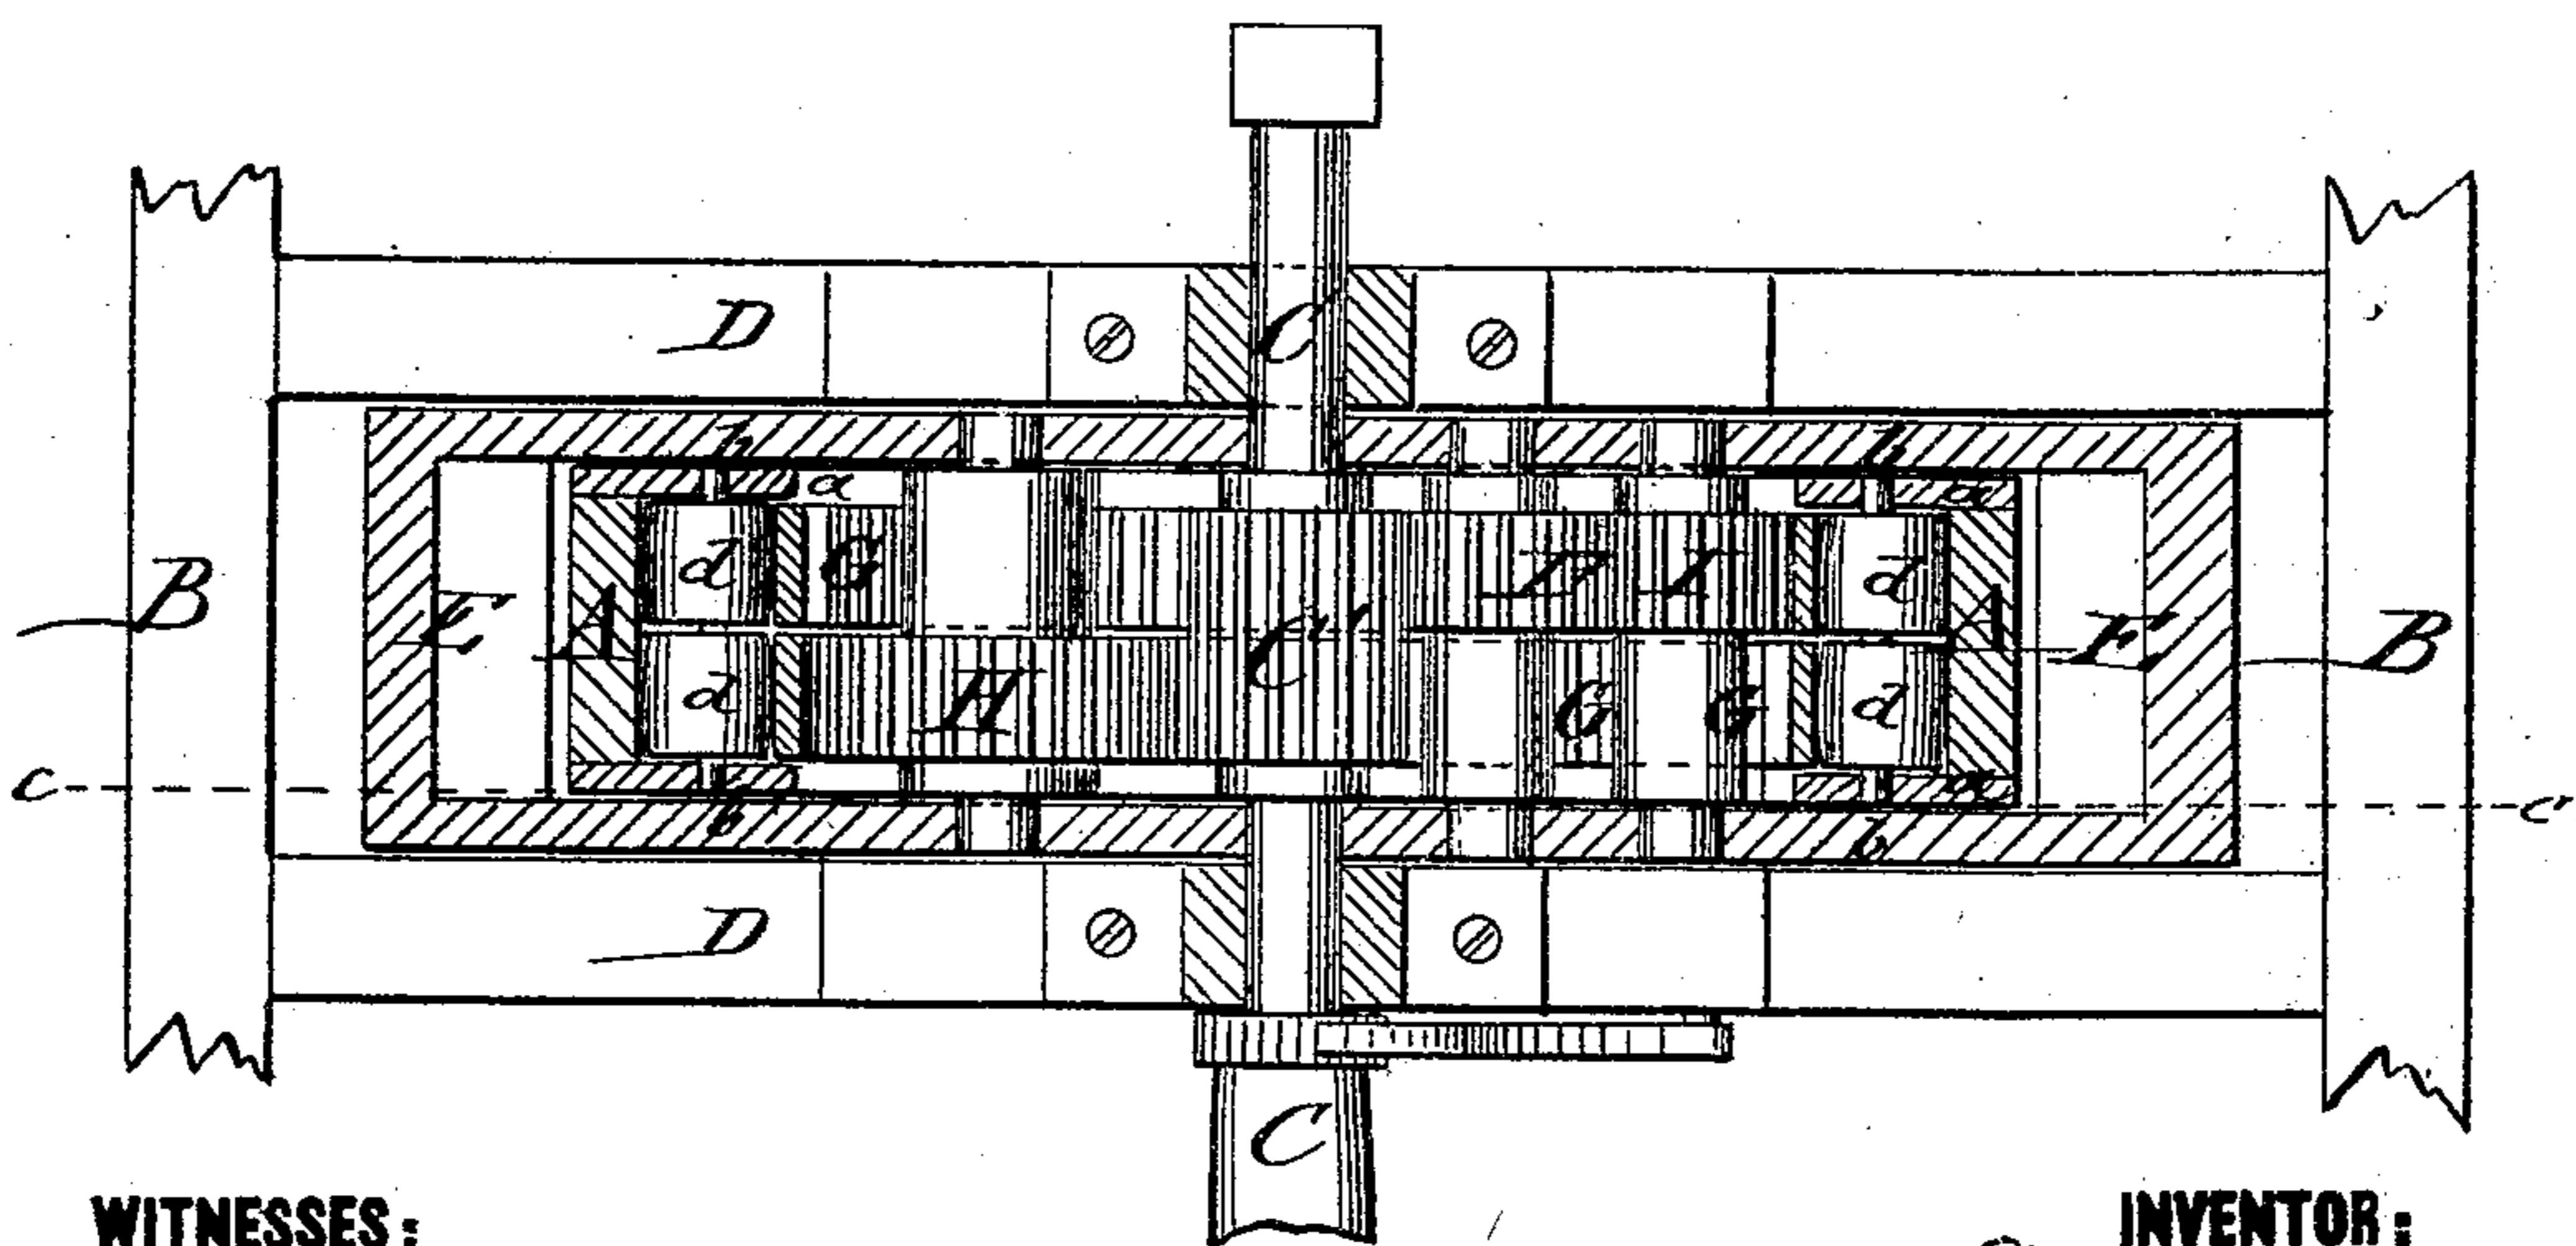 C
D
b b
a a
d G F I d
B E A C' A E B
d H G G d
a
c c
b b
D
C
WITNESSES:
INVENTOR: